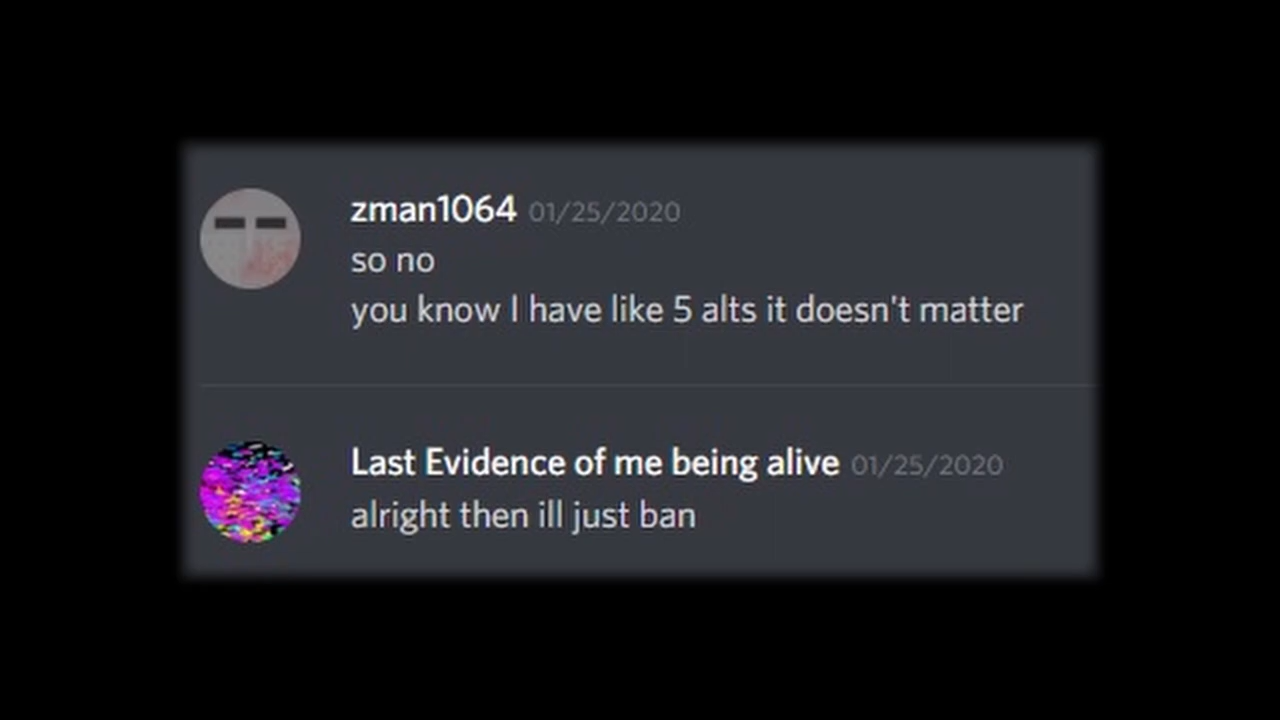 zman1064 01/25/2020
so no
you know I have like 5 alts it doesn't matter
Last Evidence of me being alive 01/25/2020
alright then ill just ban